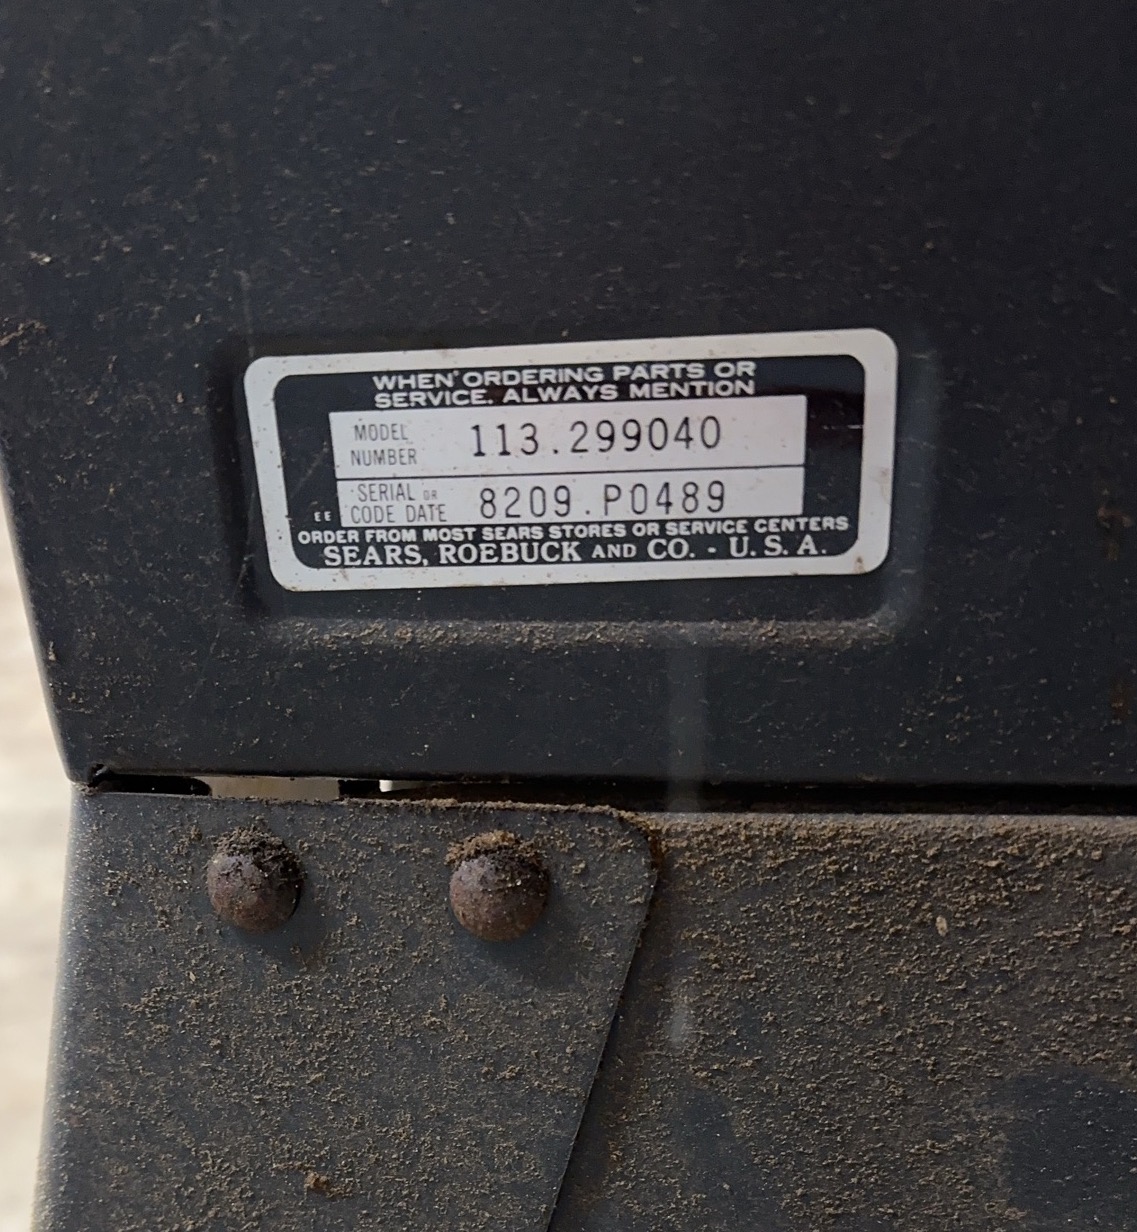 WHEN ORDERING PARTS OR
SERVICE, ALWAYS MENTION
MODEL NUMBER 113.299040
SERIAL OR CODE DATE 8209.P0489
EE
ORDER FROM MOST SEARS STORES OR SERVICE CENTERS
SEARS, ROEBUCK AND CO. - U. S. A.